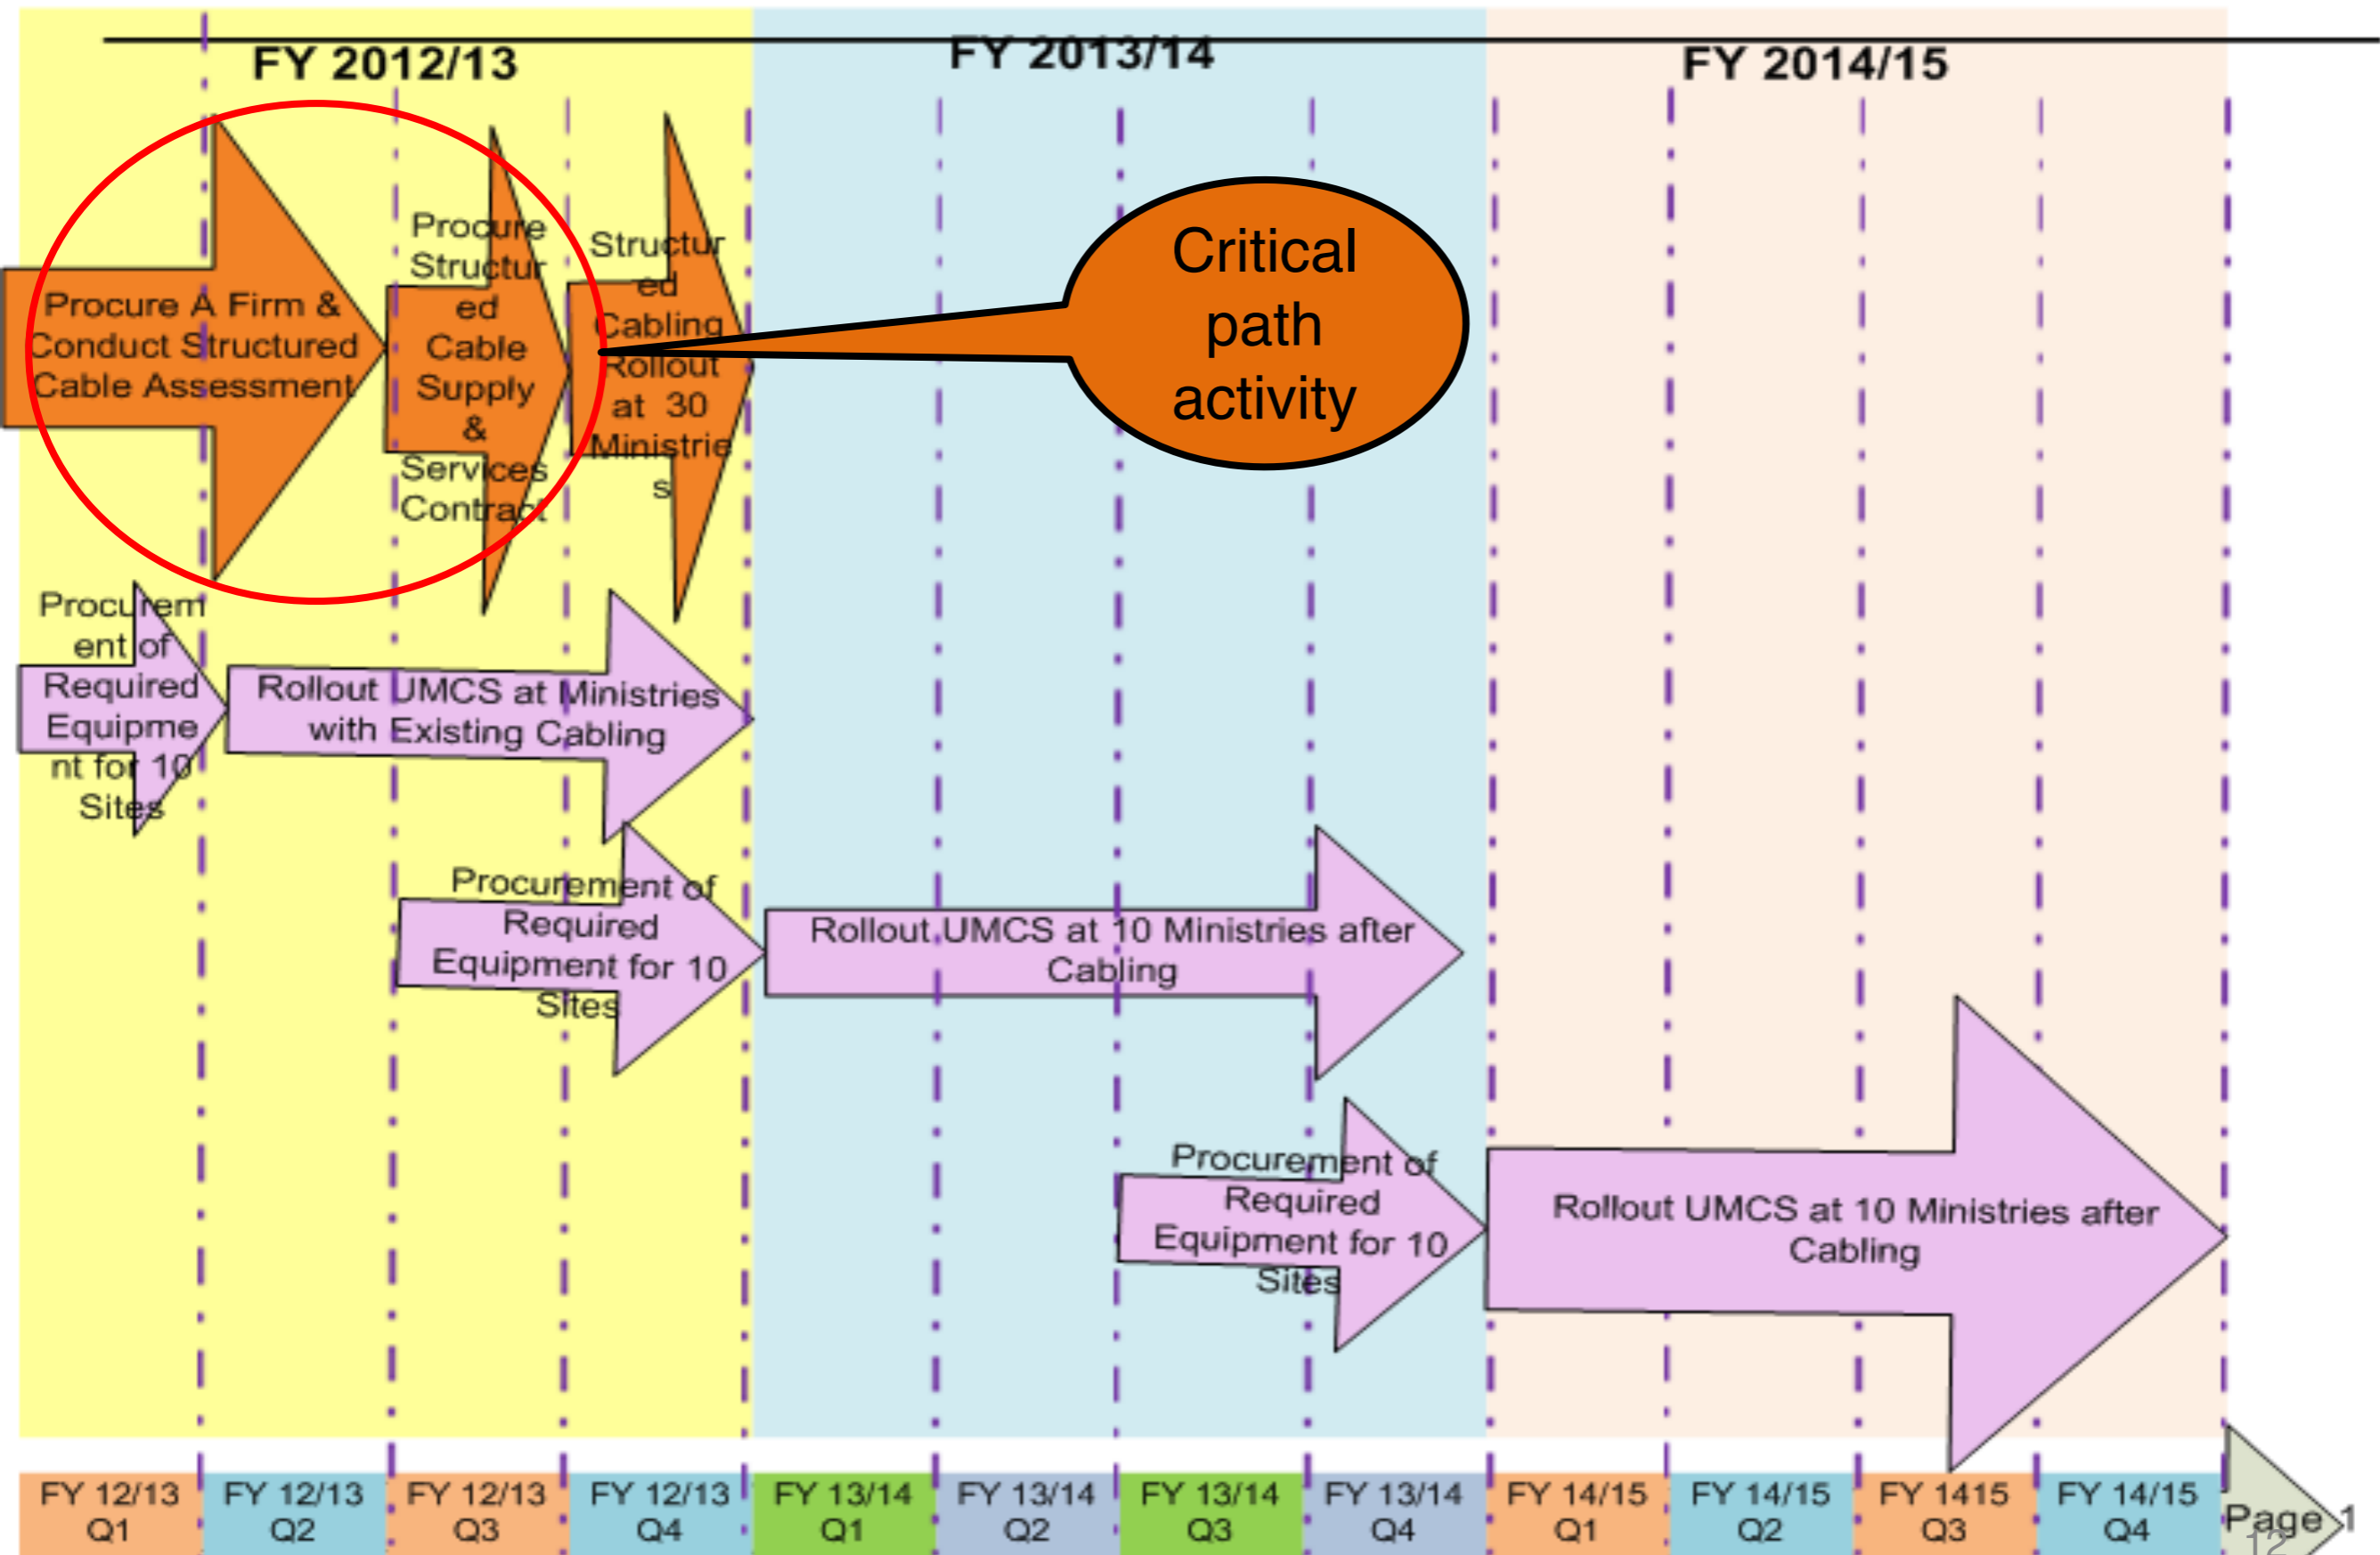 FY 2012/13
FY 2013/14
FY 2014/15
Procure A Firm &
Conduct Structured
Cable Assessment
Procure
Structur
ed
Cable
Supply
&
Services
Contract
Structur
ed
Cabling
Rollout
at 30
Ministrie
s
Critical
path
activity
Procurem
ent of
Required
Equipme
nt for 10
Sites
Rollout UMCS at Ministries
with Existing Cabling
Procurement of
Required
Equipment for 10
Sites
Rollout UMCS at 10 Ministries after
Cabling
Procurement of
Required
Equipment for 10
Sites
Rollout UMCS at 10 Ministries after
Cabling
FY 12/13
Q1
FY 12/13
Q2
FY 12/13
Q3
FY 12/13
Q4
FY 13/14
Q1
FY 13/14
Q2
FY 13/14
Q3
FY 13/14
Q4
FY 14/15
Q1
FY 14/15
Q2
FY 1415
Q3
FY 14/15
Q4
Page 1
12